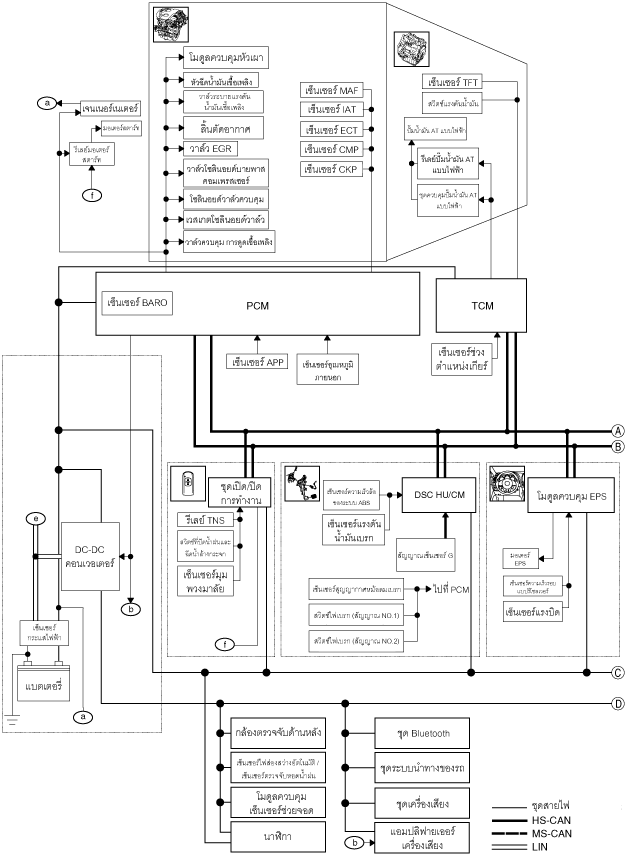 โมดูลควบคุมหัวเผา
หัวฉีดน้ำมันเชื้อเพลิง
วาล์วระบายแรงดัน
น้ำมันเชื้อเพลิง
ลิ้นตัดอากาศ
วาล์ว EGR
วาล์วโซลินอยด์บายพาส
คอมเพรสเซอร์
โซลินอยด์วาล์วควบคุม
เวสเกตโซลินอยด์วาล์ว
วาล์วควบคุม การดูดเชื้อเพลิง
เซ็นเซอร์ MAF
เซ็นเซอร์ IAT
เซ็นเซอร์ ECT
เซ็นเซอร์ CMP
เซ็นเซอร์ CKP
เซ็นเซอร์ TFT
สวิตช์แรงดันน้ำมัน
ปั๊มน้ำมัน AT แบบไฟฟ้า
รีเลย์ปั๊มน้ำมัน AT
แบบไฟฟ้า
ชุดควบคุมปั๊มน้ำมัน AT
แบบไฟฟ้า
a
เจนเนอร์เนเตอร์
มอเตอร์สตาร์ท
รีเลย์มอเตอร์
สตาร์ท
f
เซ็นเซอร์ BARO
PCM
TCM
เซ็นเซอร์ APP
เซ็นเซอร์อุณหภูมิ
ภายนอก
เซ็นเซอร์ช่วง
ตำแหน่งเกียร์
A
B
ชุดเปิด/ปิด
การทำงาน
รีเลย์ TNS
สวิตช์ที่ปัดน้ำฝนและ
ฉีดน้ำล้างกระจก
เซ็นเซอร์มุม
พวงมาลัย
f
เซ็นเซอร์ความเร็วล้อ
ของระบบ ABS
เซ็นเซอร์แรงดัน
น้ำมันเบรก
DSC HU/CM
สัญญาณเซ็นเซอร์ G
เซ็นเซอร์สูญญากาศหม้อลมเบรก
สวิตช์ไฟเบรก (สัญญาณ NO.1)
สวิตช์ไฟเบรก (สัญญาณ NO.2)
ไปที่ PCM
โมดูลควบคุม EPS
มอเตอร์
EPS
เซ็นเซอร์ความเร็วรอบ
แบบรีโซลเวอร์
เซ็นเซอร์แรงบิด
e
DC-DC
คอนเวอเตอร์
b
เซ็นเซอร์
กระแสไฟฟ้า
แบตเตอรี่
a
C
D
กล้องตรวจจับด้านหลัง
เซ็นเซอร์ไฟส่องสว่างอัตโนมัติ /
เซ็นเซอร์ตรวจจับหยดน้ำฝน
โมดูลควบคุม
เซ็นเซอร์ช่วยจอด
นาฬิกา
ชุด Bluetooth
ชุดระบบนำทางของรถ
ชุดเครื่องเสียง
แอมปลิฟายเออร์
เครื่องเสียง
b
ชุดสายไฟ
HS-CAN
MS-CAN
LIN